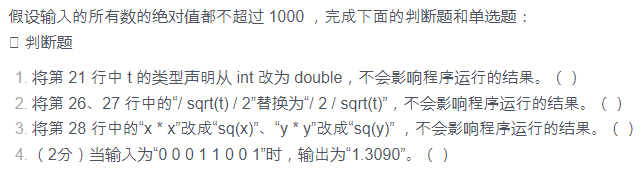 假设输入的所有数的绝对值都不超过 1000 ，完成下面的判断题和单选题：
判断题
1. 将第 21 行中 t 的类型声明从 int 改为 double，不会影响程序运行的结果。（ ）
2. 将第 26、27 行中的“/ sqrt(t) / 2”替换为“/ 2 / sqrt(t)”，不会影响程序运行的结果。（ ）
3. 将第 28 行中的“x * x”改成“sq(x)”、“y * y”改成“sq(y)” ，不会影响程序运行的结果。（ ）
4. （2分）当输入为“0 0 0 1 1 0 0 1”时，输出为“1.3090”。（ ）